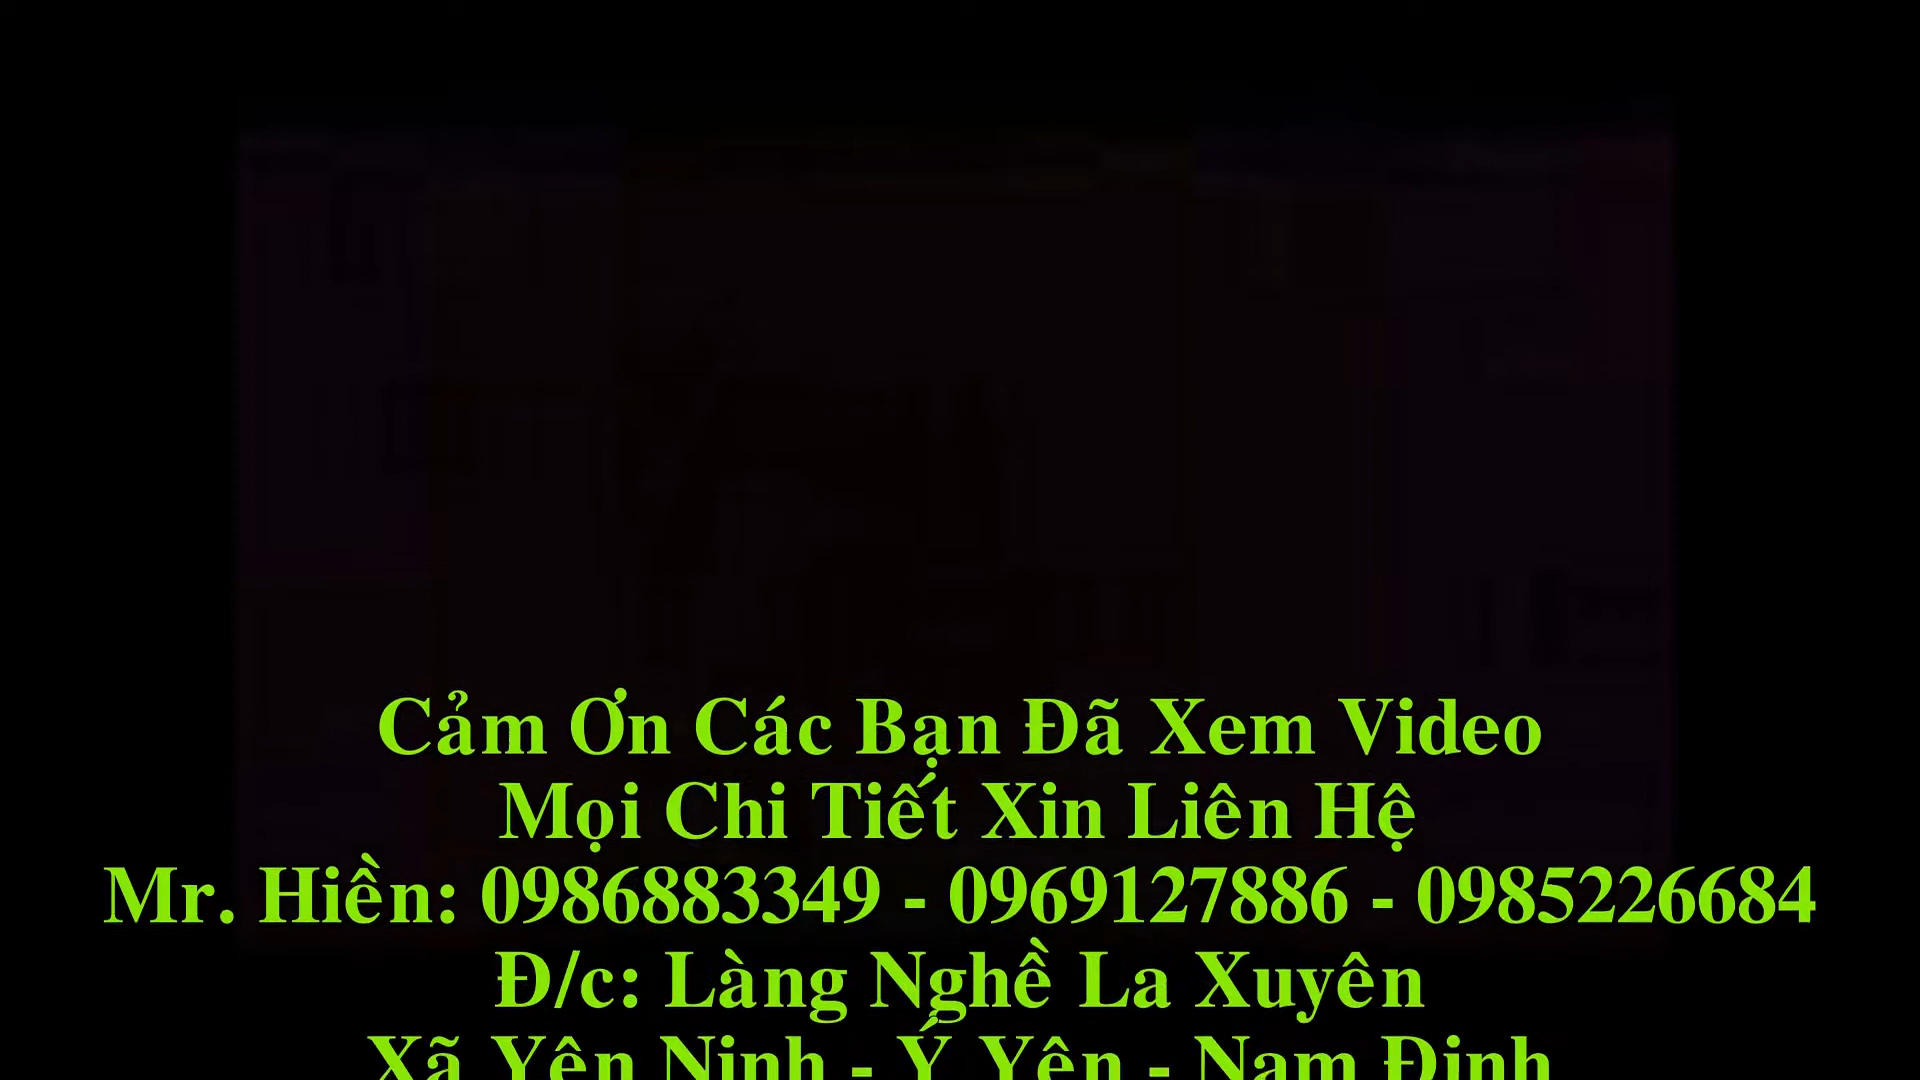 Cảm Ơn Các Bạn Đã Xem Video
Mọi Chi Tiết Xin Liên Hệ
Mr. Hiền: 0986883349 - 0969127886 - 0985226684
Đ/c: Làng Nghề La Xuyên
Xã Yên Ninh - Ý Yên - Nam Định